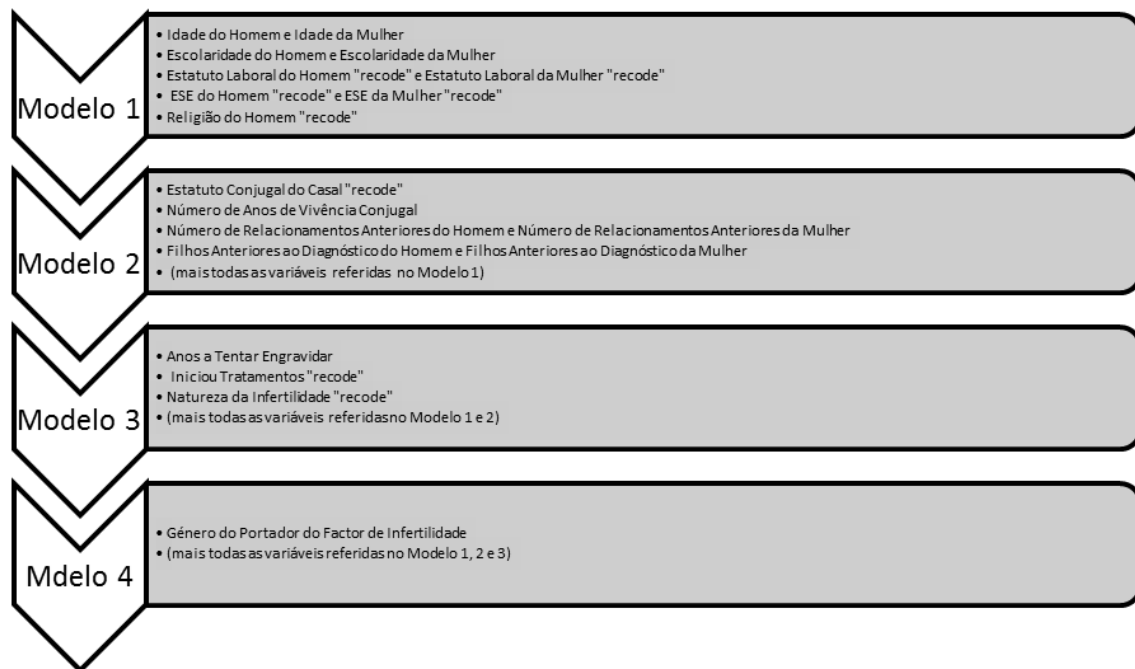 Modelo 1
• Idade do Homem e Idade da Mulher
• Escolaridade do Homem e Escolaridade da Mulher
• Estatuto Laboral do Homem "recode" e Estatuto Laboral da Mulher "recode"
• ESE do Homem "recode" e ESE da Mulher "recode"
• Religião do Homem "recode"
Modelo 2
• Estatuto Conjugal do Casal "recode"
• Número de Anos de Vivência Conjugal
• Número de Relacionamentos Anteriores do Homem e Número de Relacionamentos Anteriores da Mulher
• Filhos Anteriores ao Diagnóstico do Homem e Filhos Anteriores ao Diagnóstico da Mulher
• (mais todas as variáveis referidas no Modelo 1)
Modelo 3
• Anos a Tentar Engravidar
• Iniciou Tratamentos "recode"
• Natureza da Infertilidade "recode"
• (mais todas as variáveis referidas no Modelo 1 e 2)
Mdelo 4
• Género do Portador do Factor de Infertilidade
• (mais todas as variáveis referidas no Modelo 1, 2 e 3)